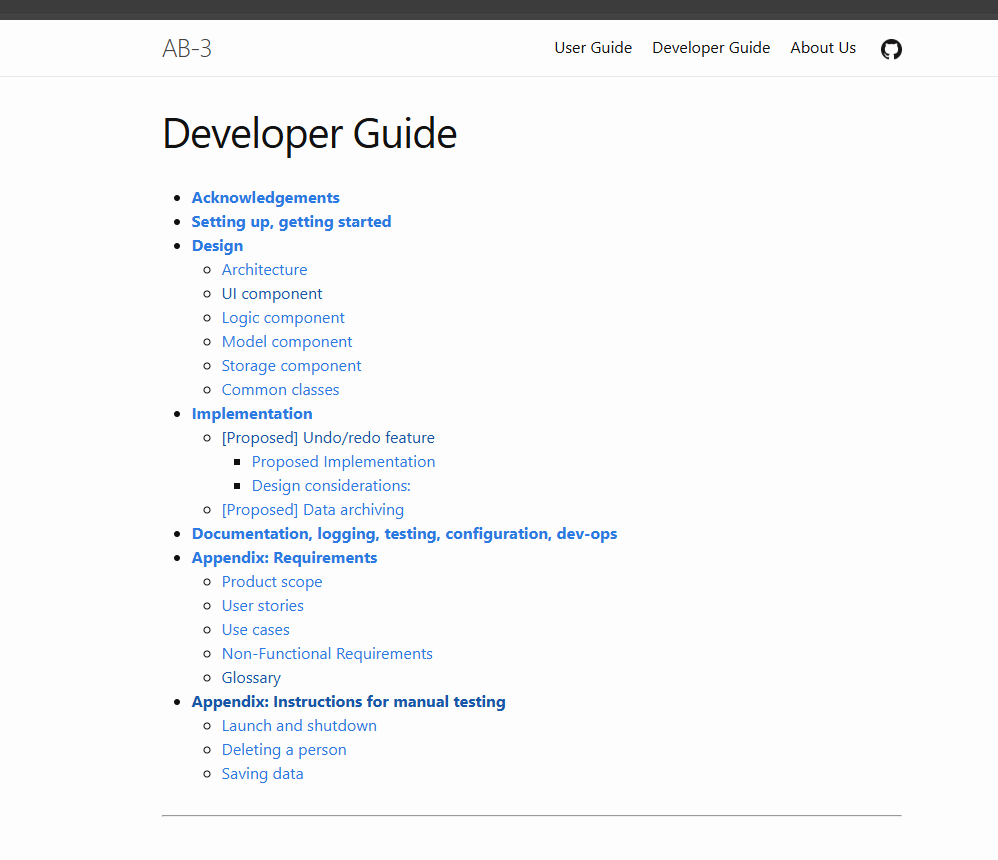 AB-3
User Guide Developer Guide About Us
Developer Guide
Acknowledgements
Setting up, getting started
Design
Architecture
UI component
Logic component
Model component
Storage component
Common classes
Implementation
[Proposed] Undo/redo feature
Proposed Implementation
Design considerations:
[Proposed] Data archiving
Documentation, logging, testing, configuration, dev-ops
Appendix: Requirements
Product scope
User stories
Use cases
Non-Functional Requirements
Glossary
Appendix: Instructions for manual testing
Launch and shutdown
Deleting a person
Saving data